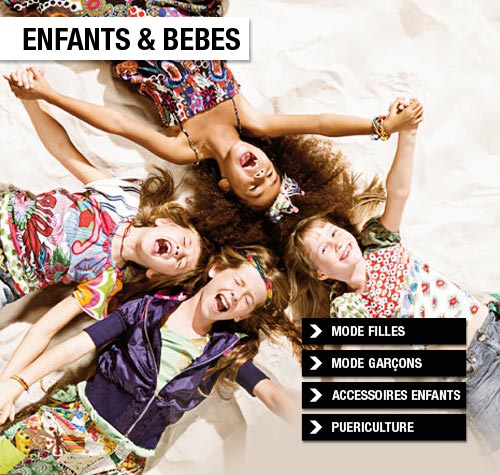 ENFANTS & BEBES
MODE FILLES
MODE GARÇONS
ACCESSOIRES ENFANTS
PUERICULTURE